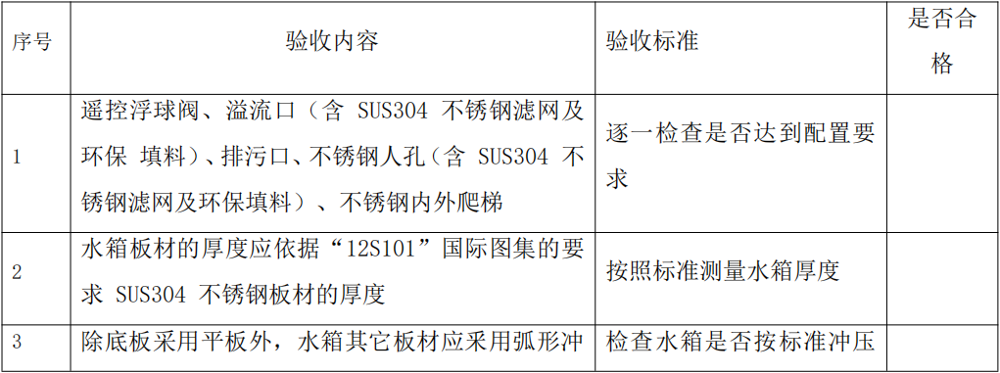 序号
验收内容
验收标准
是否合
格
1
遥控浮球阀、溢流口（含 SUS304 不锈钢滤网及
环保 填料）、排污口、不锈钢人孔（含 SUS304 不
锈钢滤网及环保填料）、不锈钢内外爬梯
逐一检查是否达到配置要
求
2
水箱板材的厚度应依据“12S101”国际图集的要
求 SUS304 不锈钢板材的厚度
按照标准测量水箱厚度
3
除底板采用平板外，水箱其它板材应采用弧形冲
检查水箱是否按标准冲压